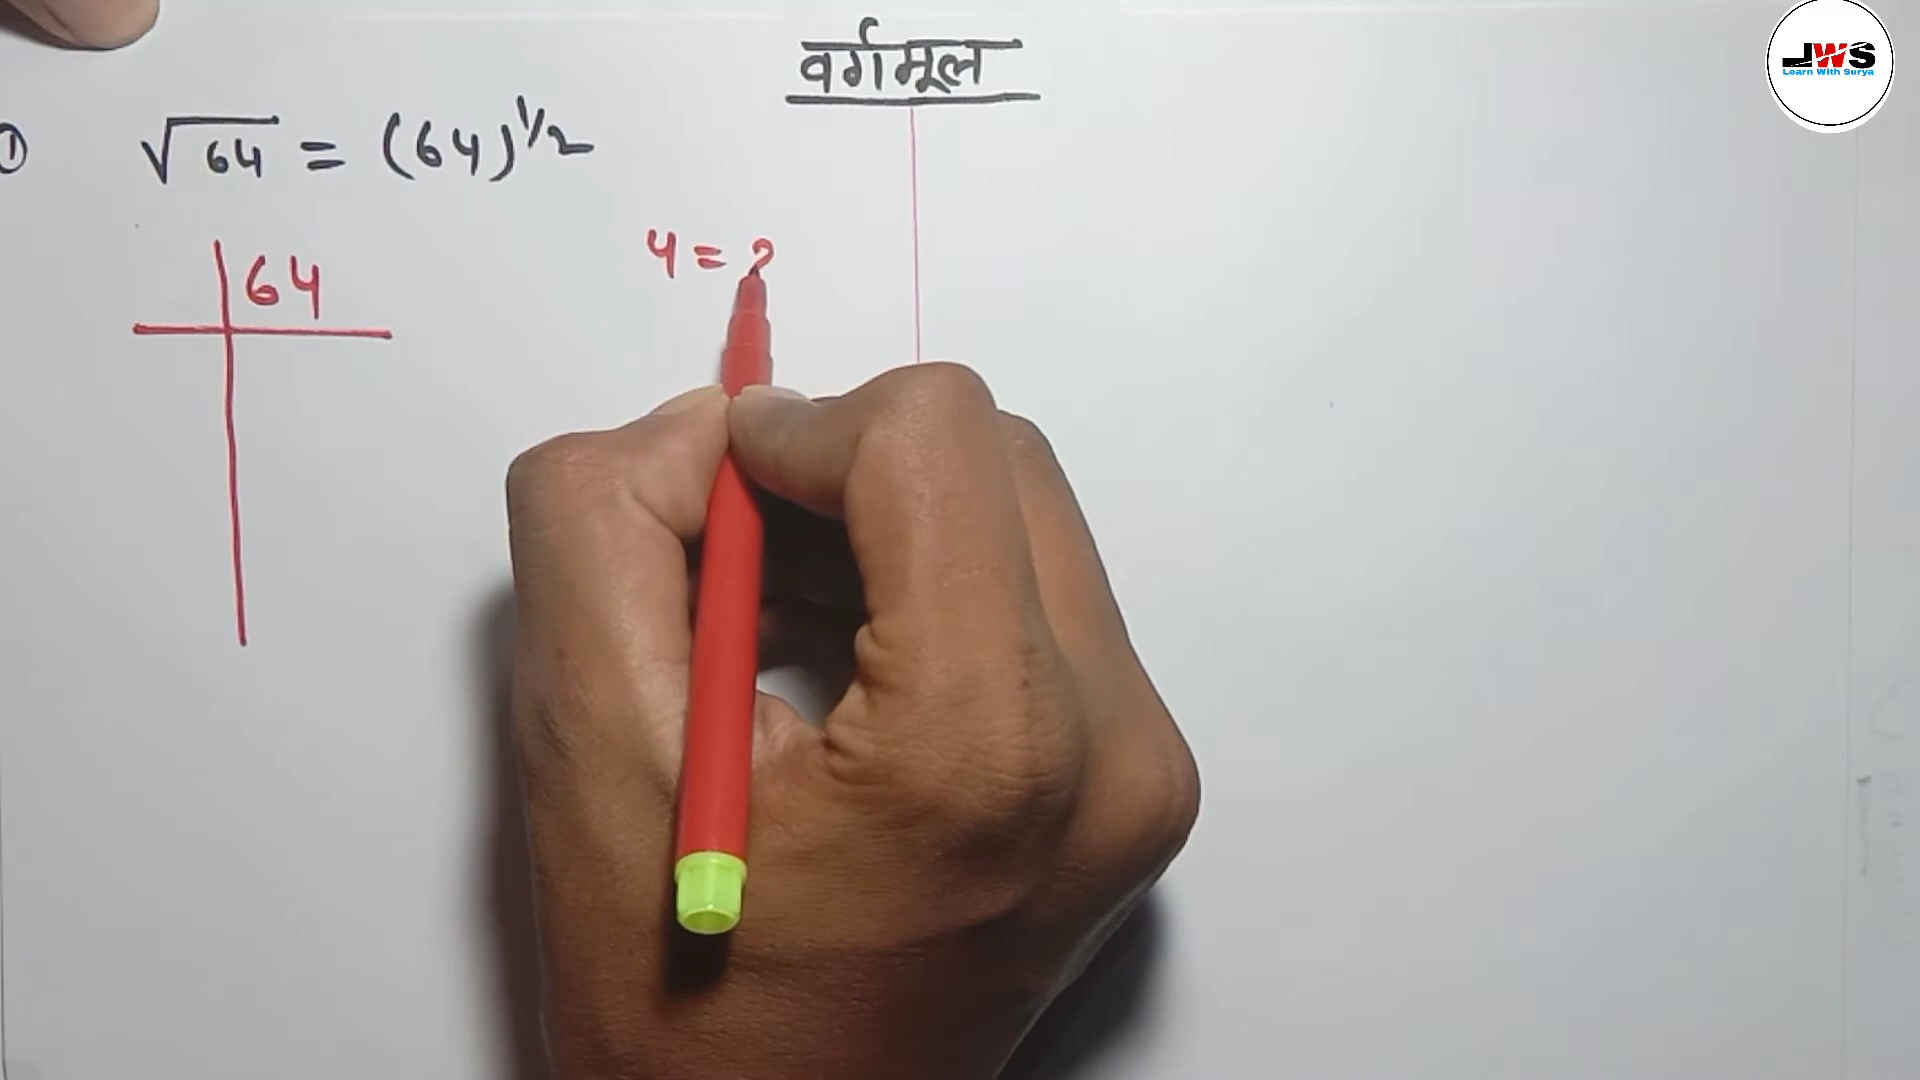 वर्गमूल
JWS
Learn With Surya
① √64 = (64)^1/2
64
4 = 2